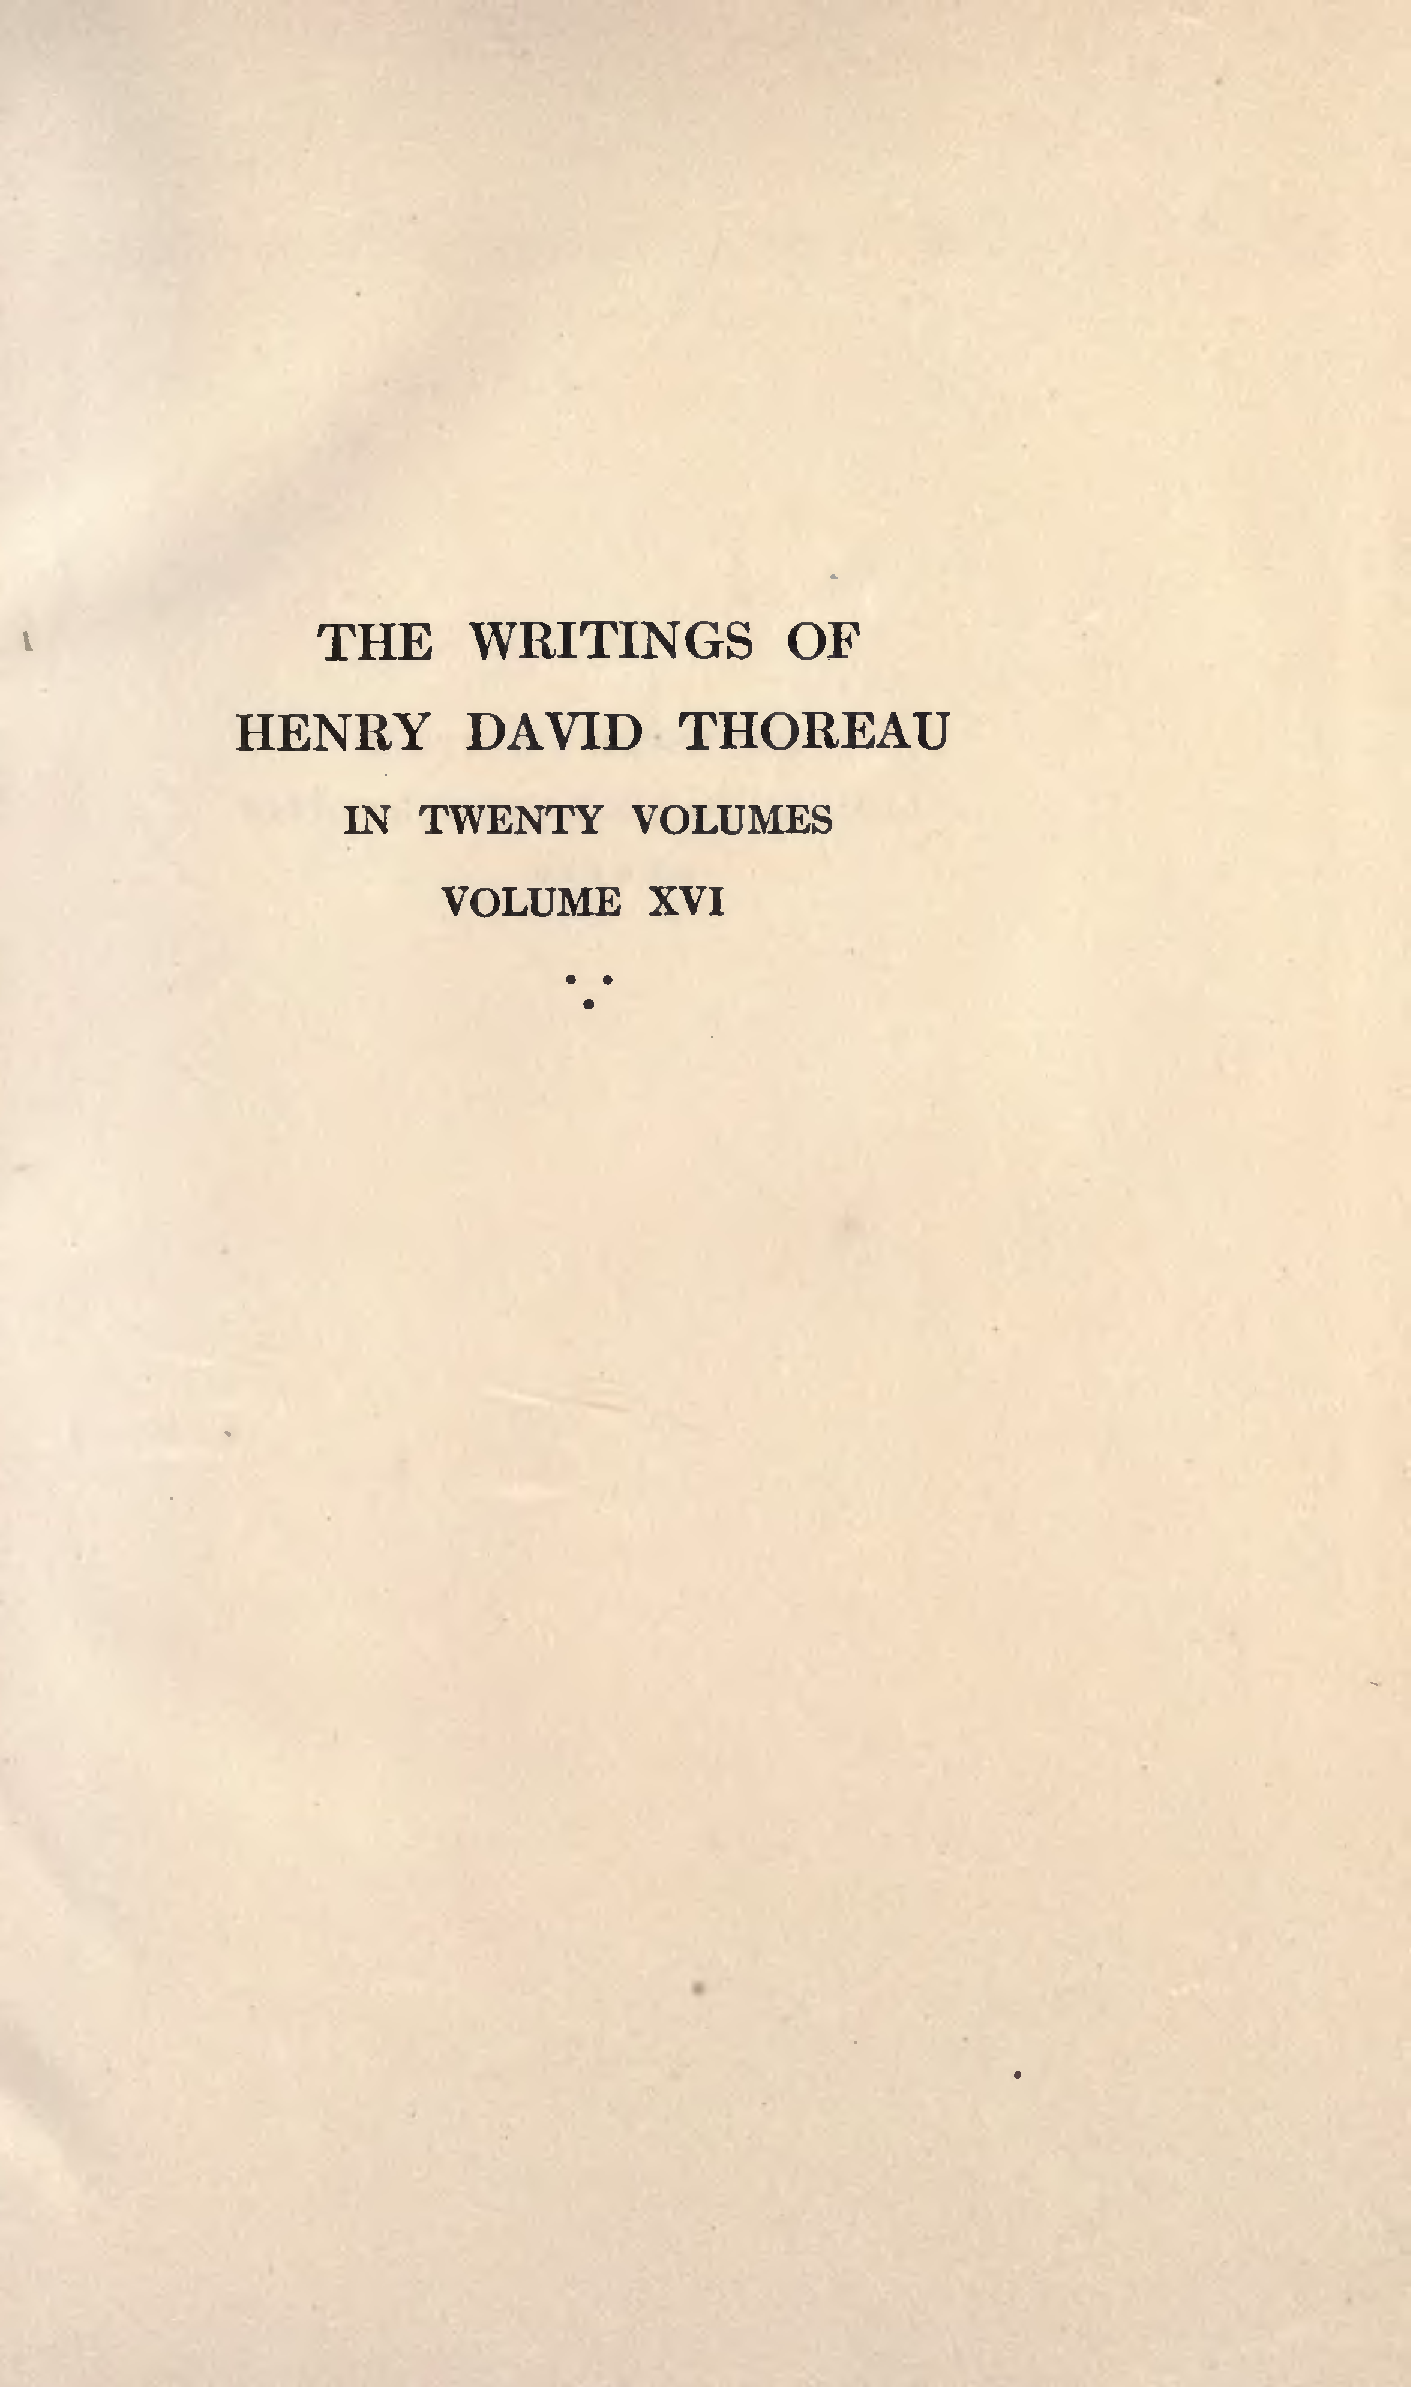 THE WRITINGS OF
HENRY DAVID THOREAU
IN TWENTY VOLUMES
VOLUME XVI